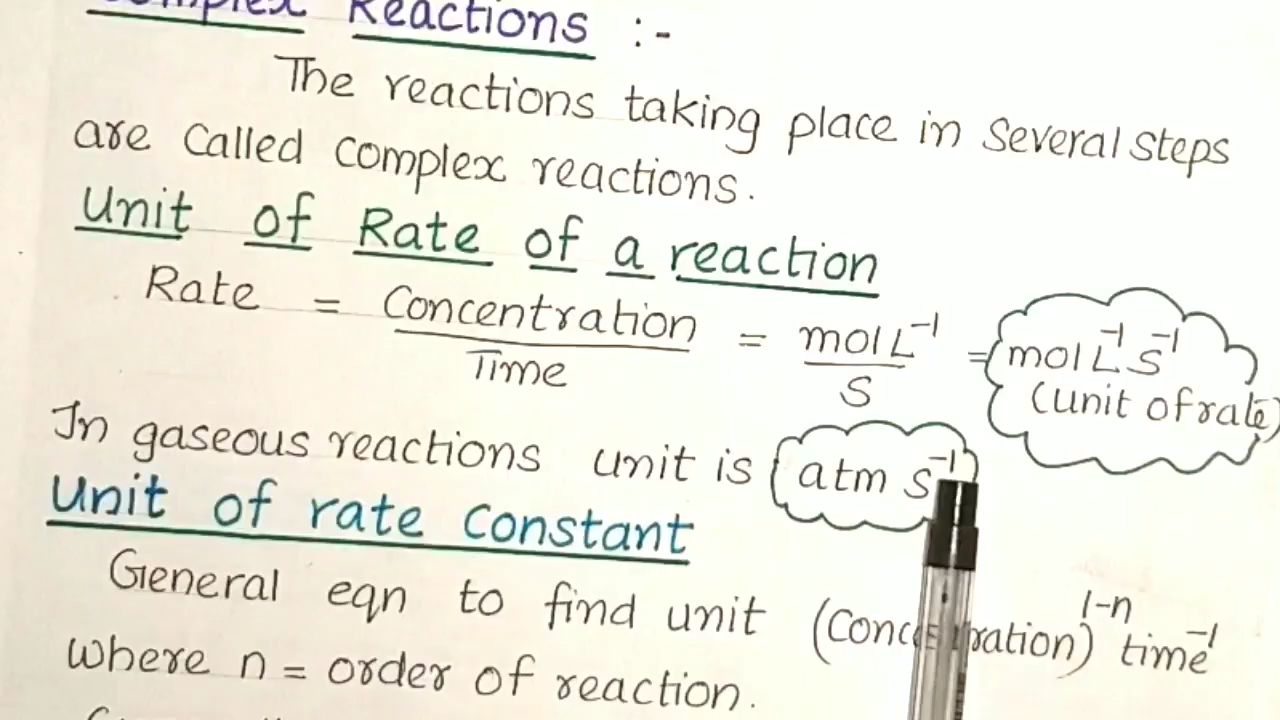 Complex Reactions :-
The reactions taking place in Several steps
are Called Complex reactions.
Unit of Rate of a reaction
Rate = Concentration / Time = mol L⁻¹ / S = mol L⁻¹ S⁻¹
(unit of rate)
In gaseous reactions unit is atm S⁻¹
Unit of rate Constant
General eqn to find unit (Concentration)¹⁻ⁿ time⁻¹
where n = order of reaction.